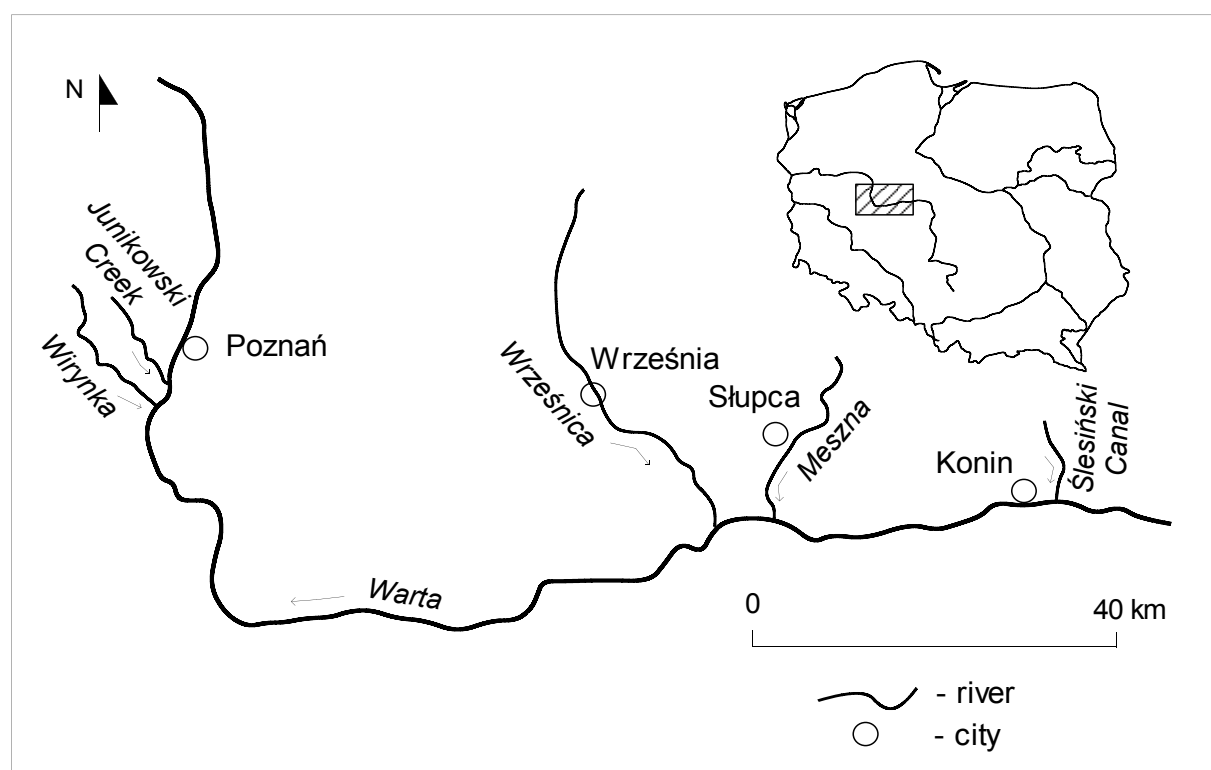 N
Junikowski
Creek
Wirynka
Poznań
Września
Wrześnica
Słupca
Meszna
Konin
Ślesiński
Canal
Warta
0
40 km
- river
- city